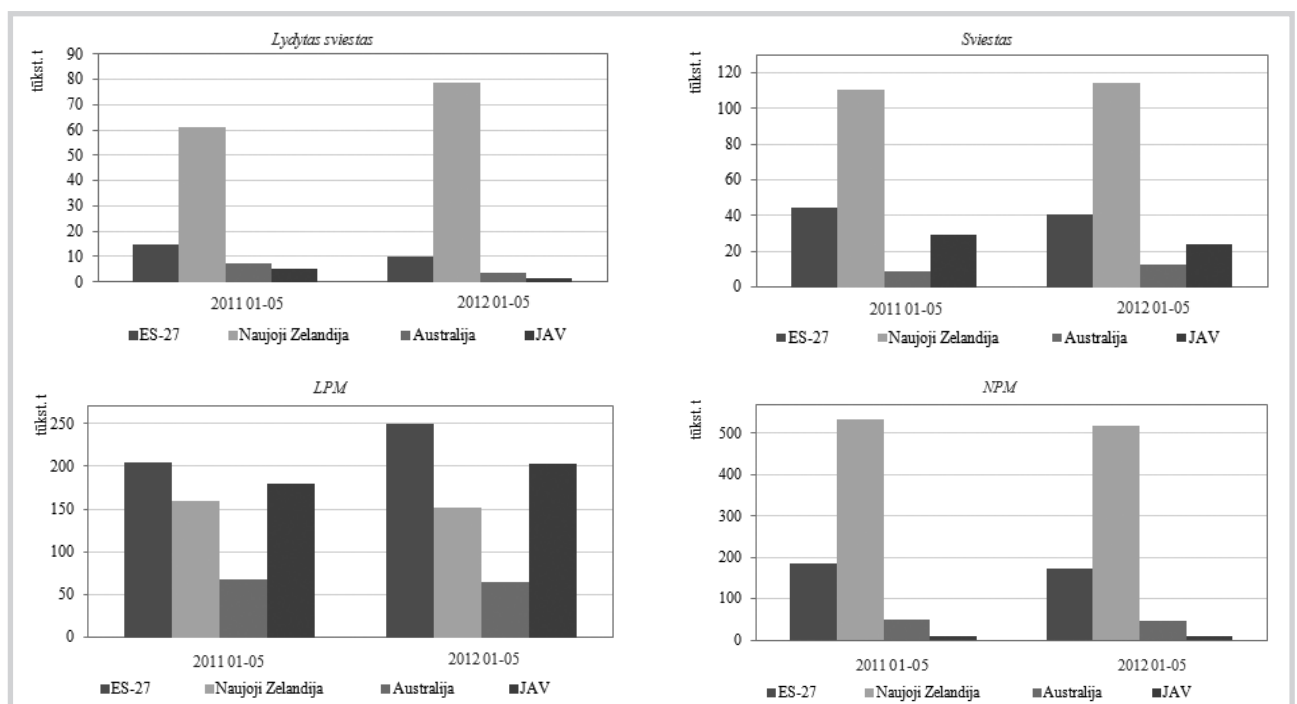 Lydytas sviestas
tūkst. t
90
80
70
60
50
40
30
20
10
0
2011 01-05 2012 01-05
■ES-27 ■Naujoji Zelandija ■Australija ■JAV
Sviestas
tūkst. t
120
100
80
60
40
20
0
2011 01-05 2012 01-05
■ES-27 ■Naujoji Zelandija ■Australija ■JAV
LPM
tūkst. t
250
200
150
100
50
0
2011 01-05 2012 01-05
■ES-27 ■Naujoji Zelandija ■Australija ■JAV
NPM
tūkst. t
500
400
300
200
100
0
2011 01-05 2012 01-05
■ES-27 ■Naujoji Zelandija ■Australija ■JAV